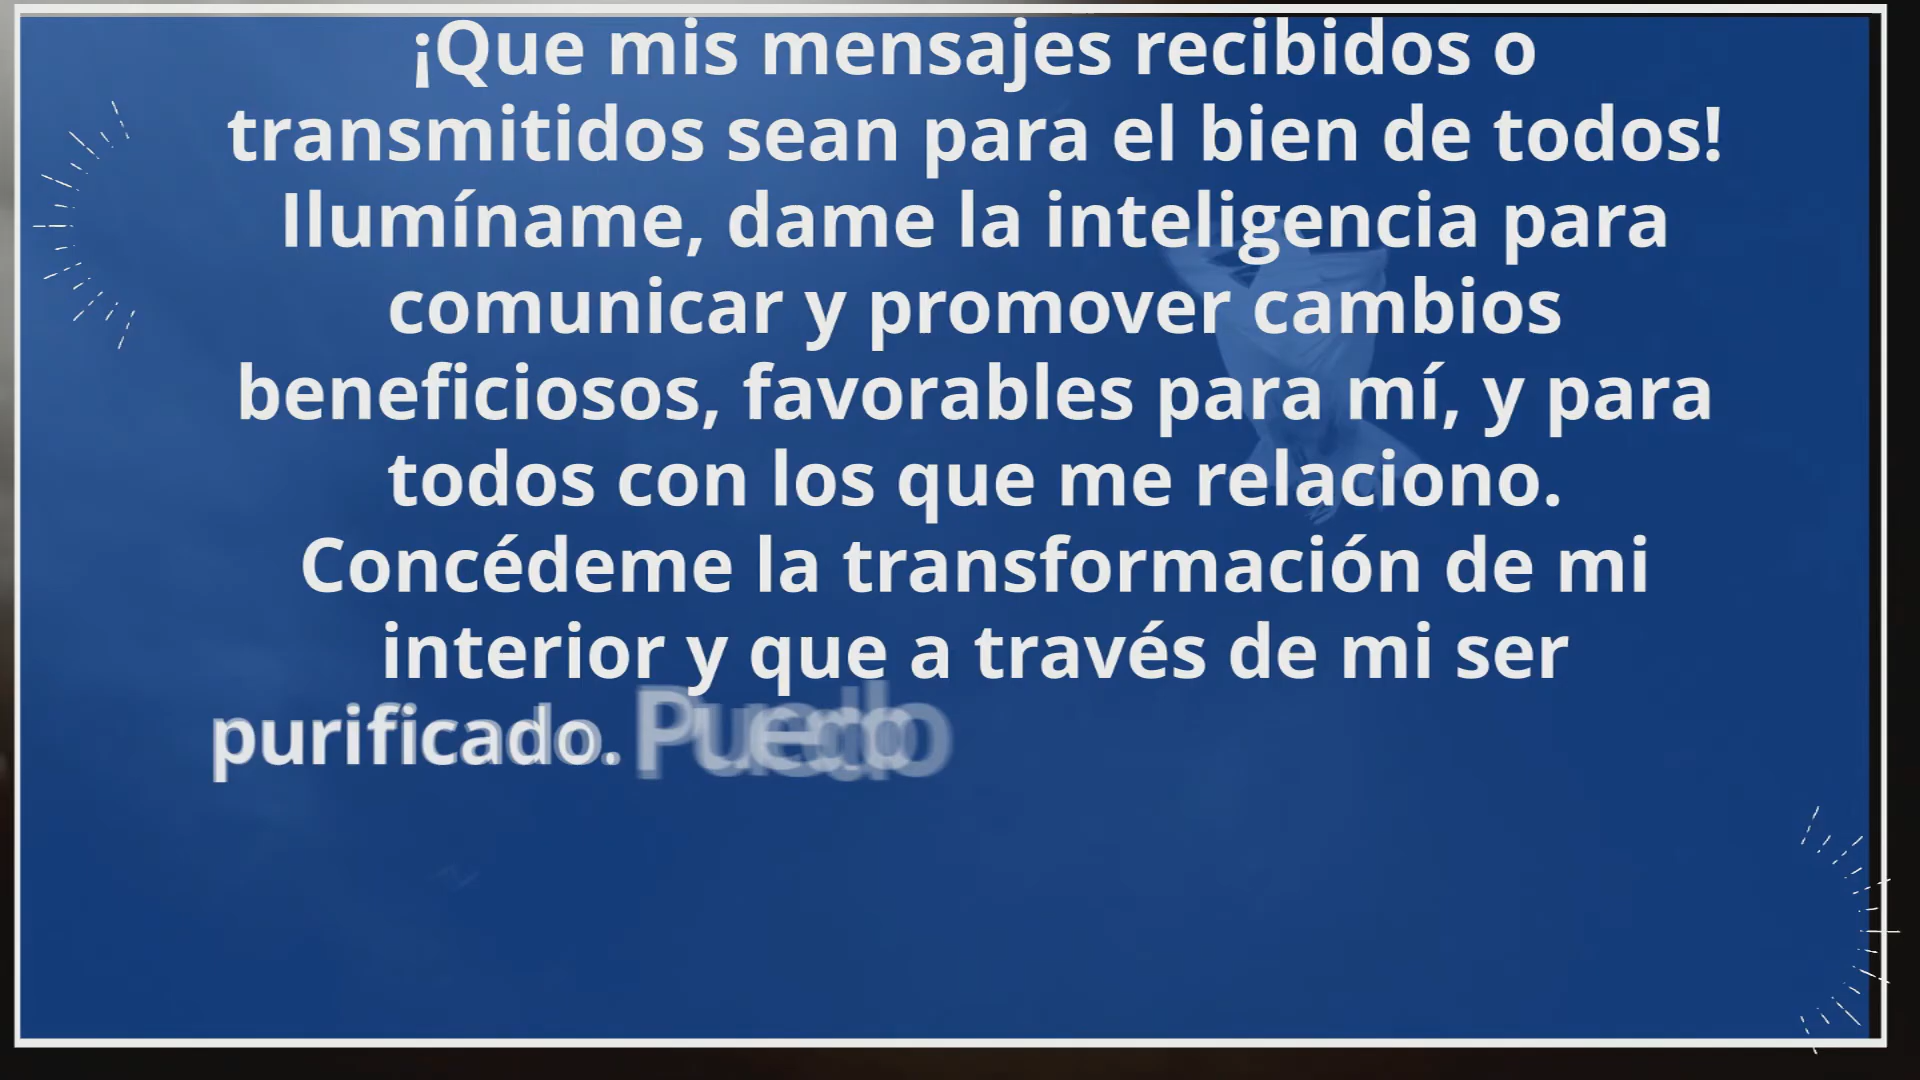 ¡Que mis mensajes recibidos o
transmitidos sean para el bien de todos!
Ilumíname, dame la inteligencia para
comunicar y promover cambios
beneficiosos, favorables para mí, y para
todos con los que me relaciono.
Concédeme la transformación de mi
interior y que a través de mi ser
purificado. Puedo